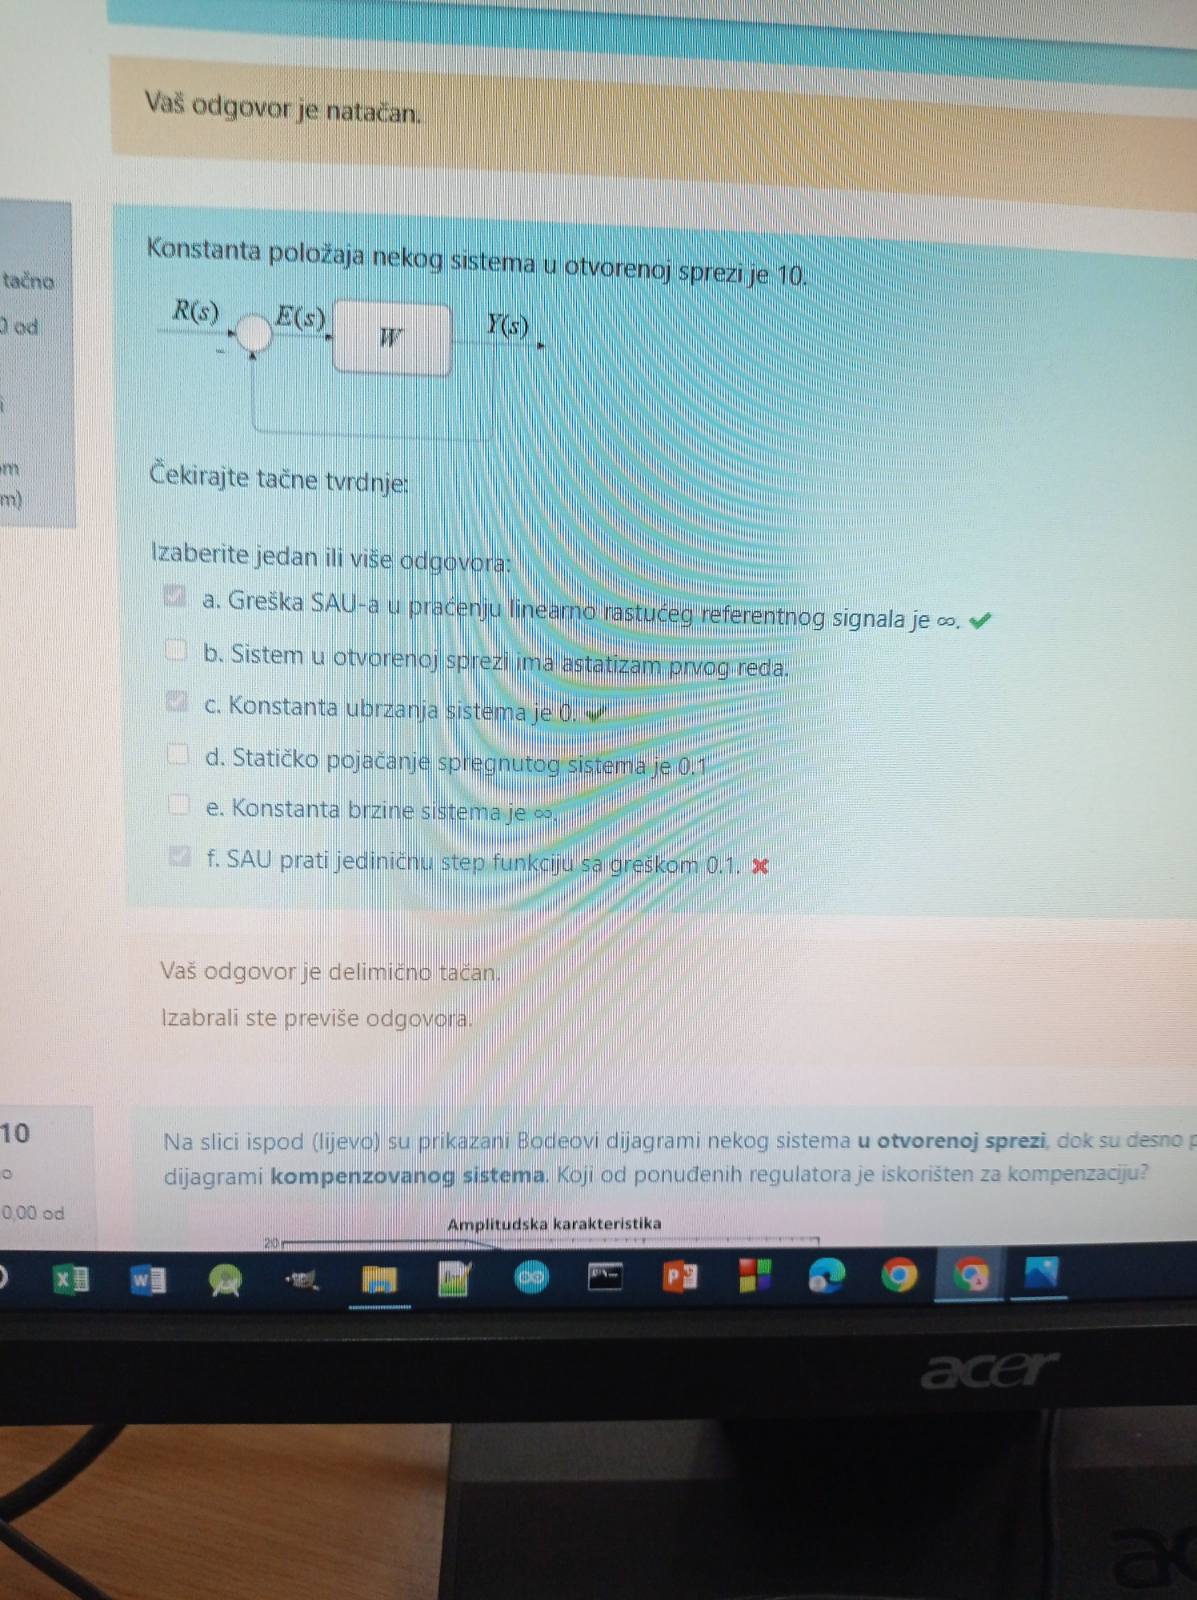 Vaš odgovor je natačan.
tačno
0 od
Konstanta položaja nekog sistema u otvorenoj sprezi je 10.
R(s) E(s) W Y(s)
m
m)
Čekirajte tačne tvrdnje:
Izaberite jedan ili više odgovora:
a. Greška SAU-a u praćenju linearno rastućeg referentnog signala je ∞.
b. Sistem u otvorenoj sprezi ima astatizam prvog reda.
c. Konstanta ubrzanja sistema je 0.
d. Statičko pojačanje spregnutog sistema je 0.1
e. Konstanta brzine sistema je ∞.
f. SAU prati jediničnu step funkciju sa greškom 0.1.
Vaš odgovor je delimično tačan.
Izabrali ste previše odgovora.
10
o
0,00 od
Na slici ispod (lijevo) su prikazani Bodeovi dijagrami nekog sistema u otvorenoj sprezi, dok su desno p
dijagrami kompenzovanog sistema. Koji od ponuđenih regulatora je iskorišten za kompenzaciju?
Amplitudska karakteristika
20
acer